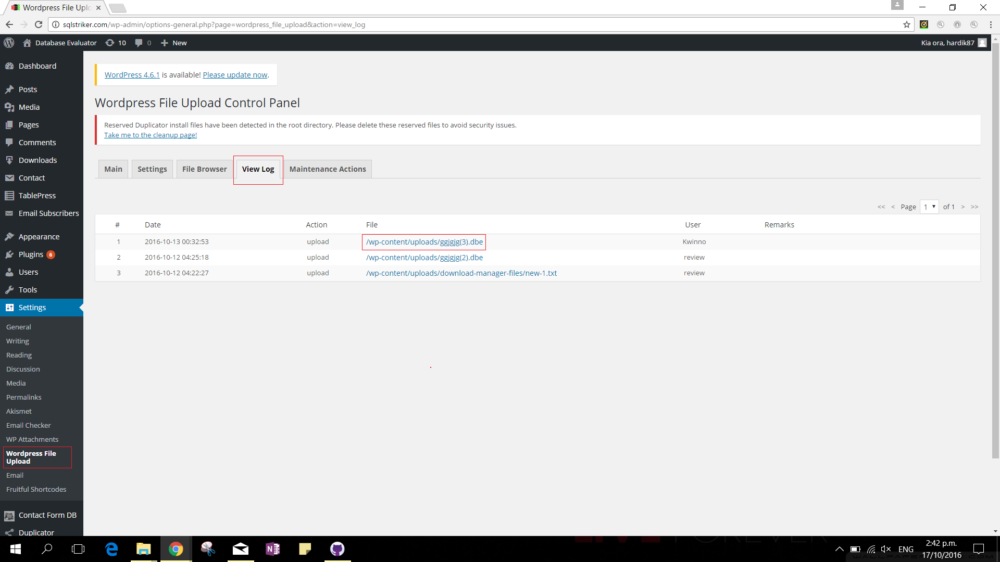 Wordpress File Uplo
sqlstriker.com/wp-admin/options-general.php?page=wordpress_file_upload&action=view_log
Database Evaluator 10 0 New
Kia ora, hardik87
Dashboard
Posts
Media
Pages
Comments
Downloads
Contact
TablePress
Email Subscribers
Appearance
Plugins 6
Users
Tools
Settings
General
Writing
Reading
Discussion
Media
Permalinks
Akismet
Email Checker
WP Attachments
Wordpress File
Upload
Email
Fruitful Shortcodes
Contact Form DB
Duplicator
WordPress 4.6.1 is available! Please update now.
Wordpress File Upload Control Panel
Reserved Duplicator install files have been detected in the root directory. Please delete these reserved files to avoid security issues.
Take me to the cleanup page!
Main Settings File Browser View Log Maintenance Actions
<< < Page 1 of 1 > >>
# Date Action File User Remarks
1 2016-10-13 00:32:53 upload /wp-content/uploads/ggjgjg(3).dbe Kwinno
2 2016-10-12 04:25:18 upload /wp-content/uploads/ggjgjg(2).dbe review
3 2016-10-12 04:22:27 upload /wp-content/uploads/download-manager-files/new-1.txt review
ENG
2:42 p.m.
17/10/2016